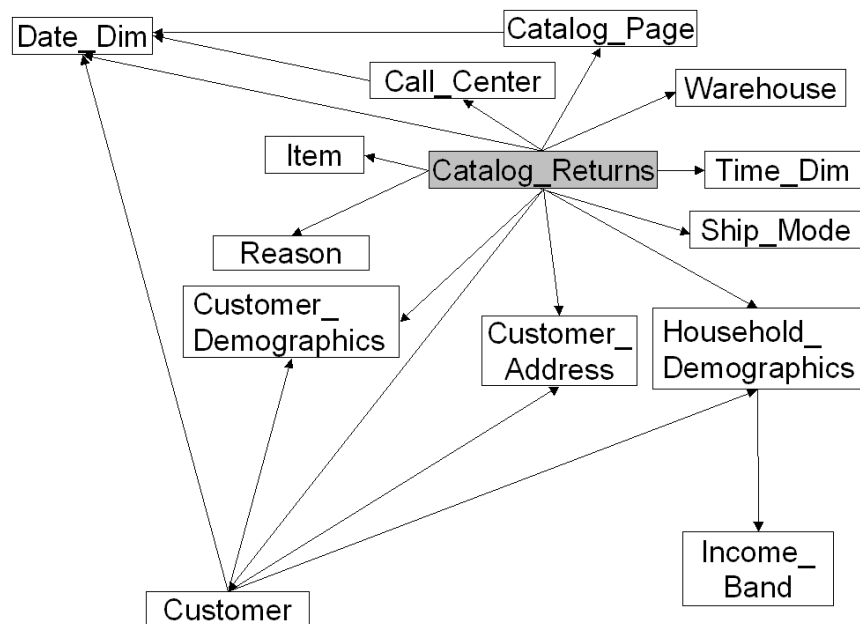 Date_Dim
Catalog_Page
Call_Center
Warehouse
Item
Catalog_Returns
Time_Dim
Reason
Ship_Mode
Customer_
Demographics
Customer_
Address
Household_
Demographics
Income_
Band
Customer